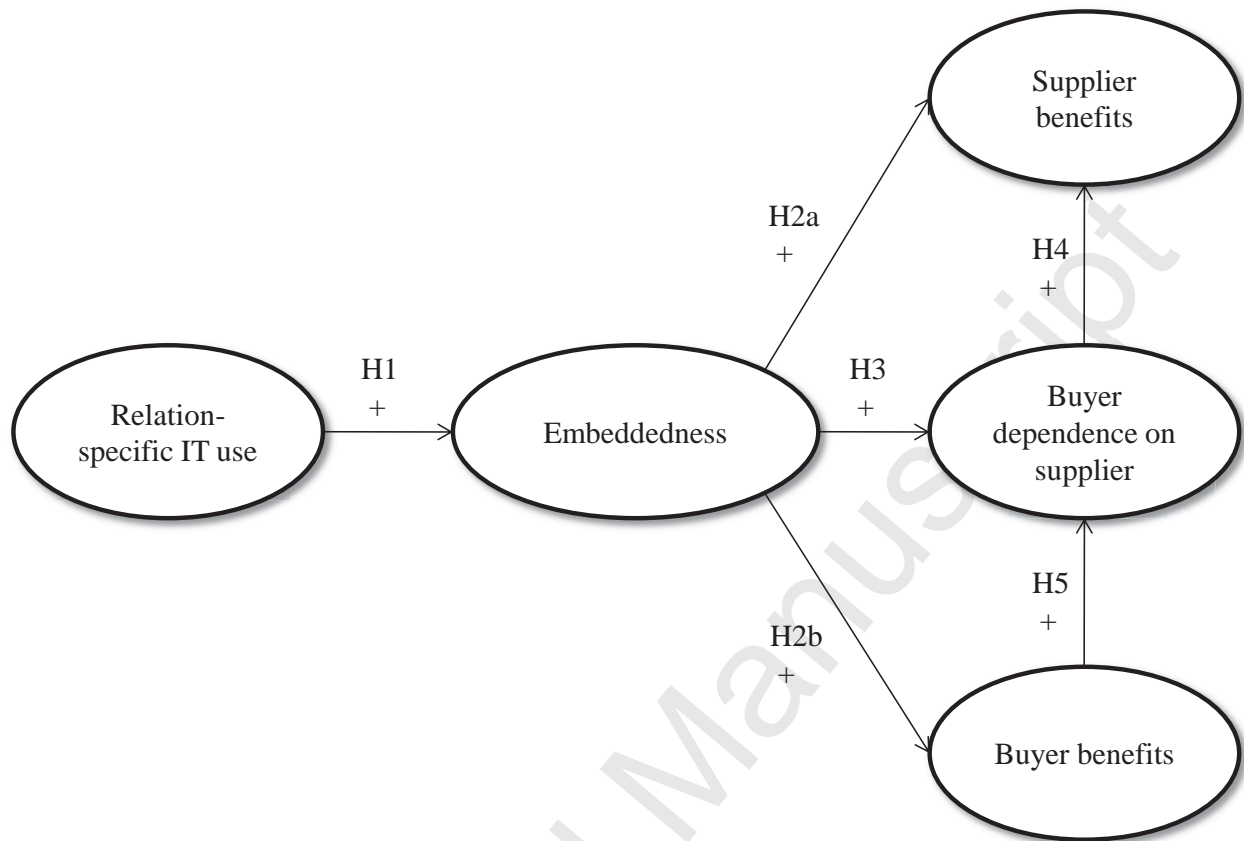 Supplier
benefits
H2a
+
H4
+
H1
+
H3
+
Relation-
specific IT use
Embeddedness
Buyer
dependence on
supplier
H5
+
H2b
+
Buyer benefits
Manuscript